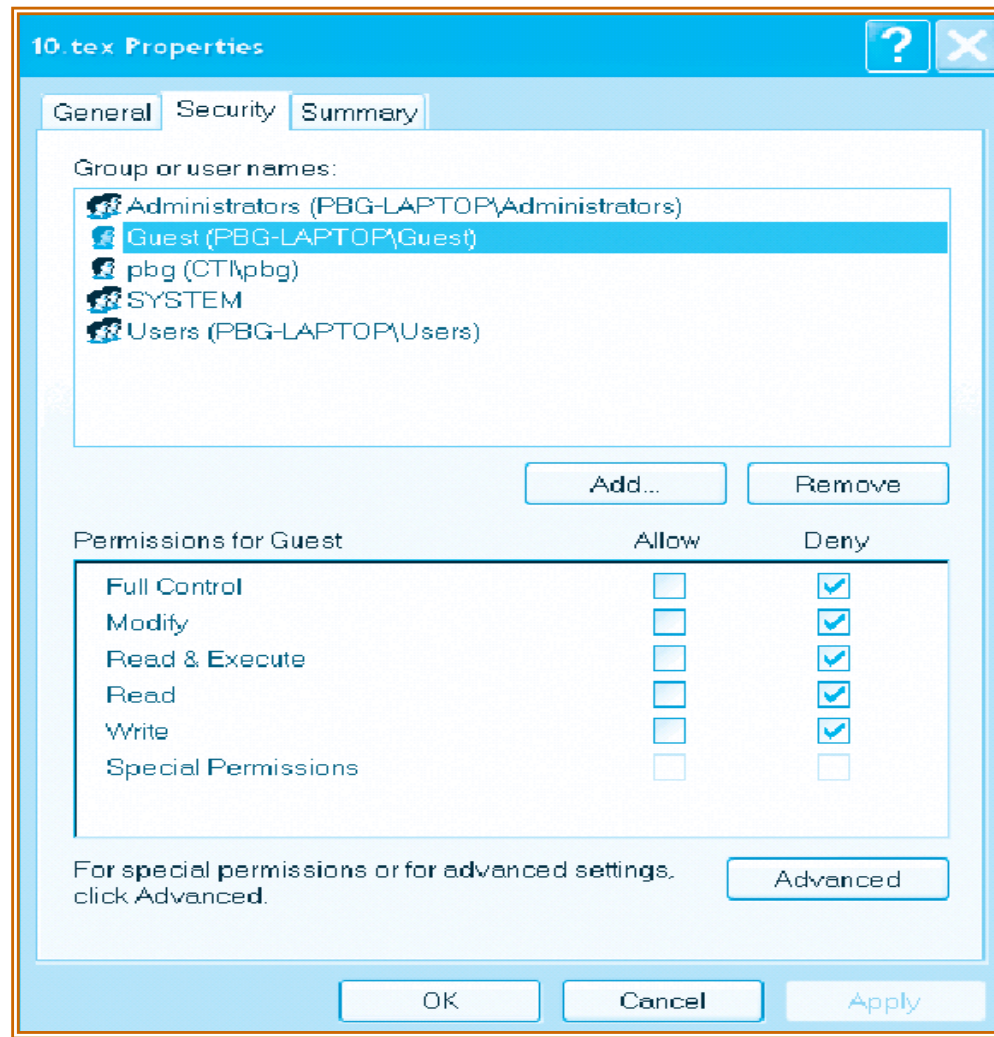 10.tex Properties
?
General Security Summary
Group or user names:
Administrators (PBG-LAPTOP\Administrators)
Guest (PBG-LAPTOP\Guest)
pbg (CTI\pbg)
SYSTEM
Users (PBG-LAPTOP\Users)
Add... Remove
Permissions for Guest Allow Deny
Full Control
Modify
Read & Execute
Read
Write
Special Permissions
For special permissions or for advanced settings,
click Advanced.
Advanced
OK Cancel Apply